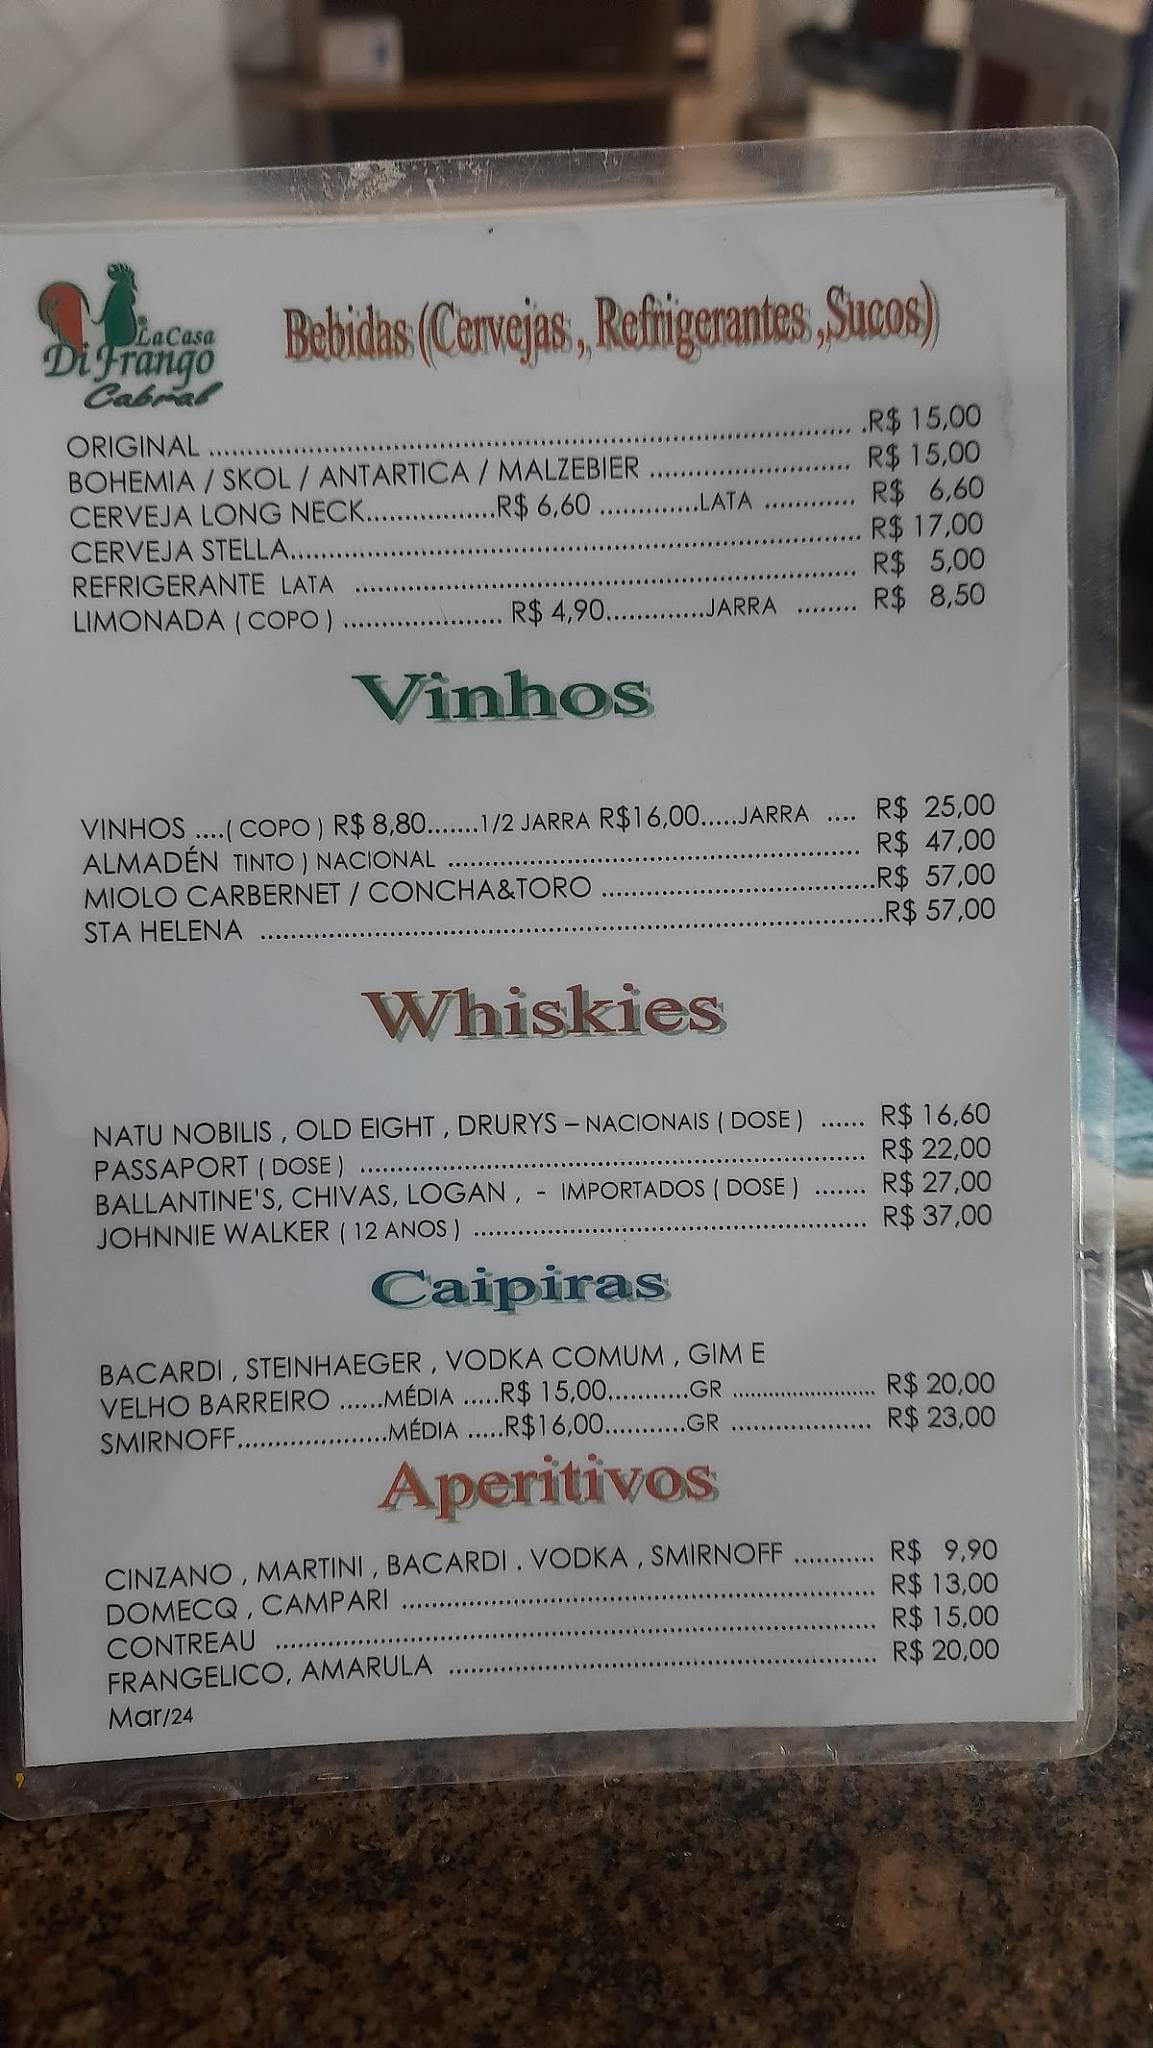 LaCasa
Di Frango
Cabral
Bebidas (Cervejas , Refrigerantes ,Sucos)
ORIGINAL ........ .R$ 15,00
BOHEMIA / SKOL / ANTARTICA / MALZEBIER ........ R$ 15,00
CERVEJA LONG NECK........R$ 6,60 ........LATA ........ R$ 6,60
CERVEJA STELLA........ R$ 17,00
REFRIGERANTE LATA ........ R$ 5,00
LIMONADA ( COPO ) ........ R$ 4,90........JARRA ........ R$ 8,50
Vinhos
VINHOS ....( COPO ) R$ 8,80.......1/2 JARRA R$16,00.....JARRA .... R$ 25,00
ALMADÉN TINTO ) NACIONAL ........ R$ 47,00
MIOLO CARBERNET / CONCHA&TORO ........R$ 57,00
STA HELENA ........R$ 57,00
Whiskies
NATU NOBILIS , OLD EIGHT , DRURYS – NACIONAIS ( DOSE ) ...... R$ 16,60
PASSAPORT ( DOSE ) ........ R$ 22,00
BALLANTINE'S, CHIVAS, LOGAN , - IMPORTADOS ( DOSE ) ....... R$ 27,00
JOHNNIE WALKER ( 12 ANOS ) ........ R$ 37,00
Caipiras
BACARDI , STEINHAEGER , VODKA COMUM , GIM E
VELHO BARREIRO ......MÉDIA .....R$ 15,00...........GR ........ R$ 20,00
SMIRNOFF........MÉDIA .....R$16,00...........GR ........ R$ 23,00
Aperitivos
CINZANO , MARTINI , BACARDI . VODKA , SMIRNOFF ........... R$ 9,90
DOMECQ , CAMPARI ........ R$ 13,00
CONTREAU ........ R$ 15,00
FRANGELICO, AMARULA ........ R$ 20,00
Mar/24